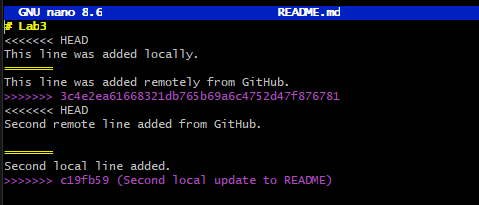 GNU nano 8.6 README.md
# Lab3
<<<<<<< HEAD
This line was added locally.
=======
This line was added remotely from GitHub.
>>>>>>> 3c4e2ea61668321db765b69a6c4752d47f876781
<<<<<<< HEAD
Second remote line added from GitHub.
=======
Second local line added.
>>>>>>> c19fb59 (Second local update to README)